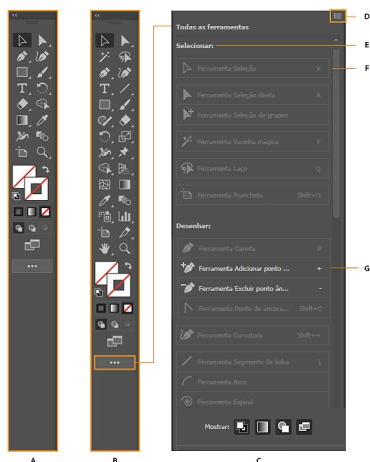 D
Todas as ferramentas
Selecionar:
E
Ferramenta Seleção V
F
Ferramenta Seleção direta A
Ferramenta Seleção de grupos
Ferramenta Varinha mágica Y
Ferramenta Laço Q
Ferramenta Prancheta Shift+O
Desenhar:
Ferramenta Caneta P
Ferramenta Adicionar ponto ... +
G
Ferramenta Excluir ponto ân... -
Ferramenta Ponto de ancora... Shift+C
Ferramenta Curvatura Shift+~
Ferramenta Segmento de linha \
Ferramenta Arco
Ferramenta Espiral
Mostrar:
A
B
C